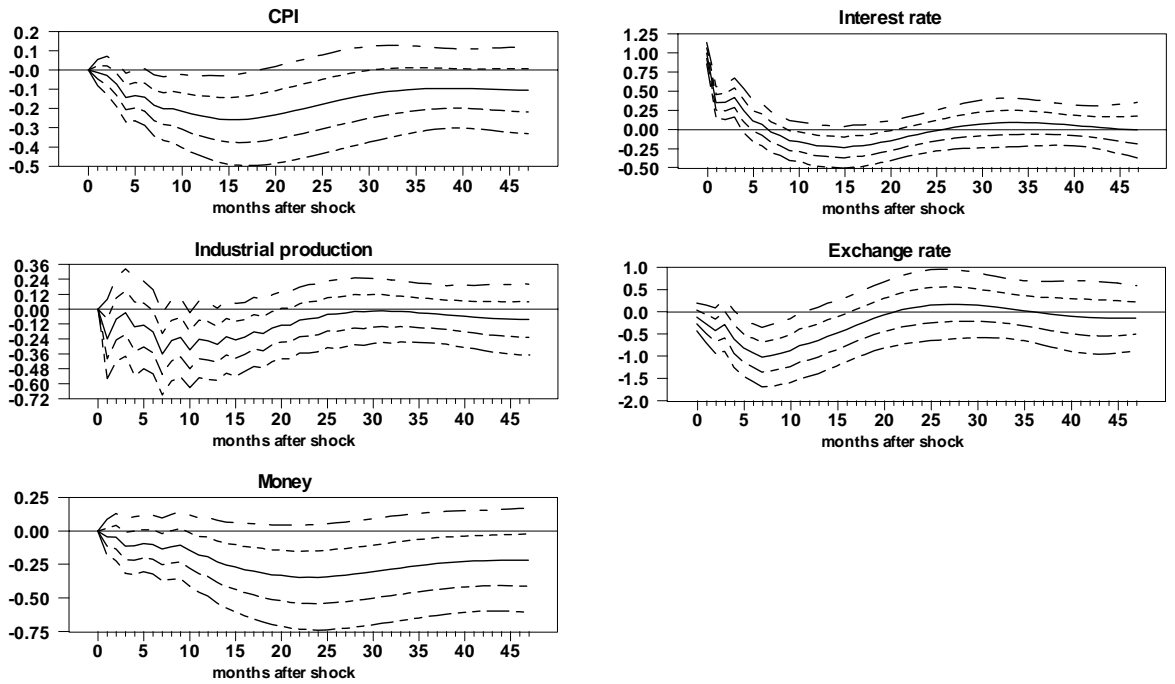 CPI
0.2
0.1
-0.0
-0.1
-0.2
-0.3
-0.4
-0.5
0 5 10 15 20 25 30 35 40 45
months after shock
Interest rate
1.25
1.00
0.75
0.50
0.25
0.00
-0.25
-0.50
0 5 10 15 20 25 30 35 40 45
months after shock
Industrial production
0.36
0.24
0.12
0.00
-0.12
-0.24
-0.36
-0.48
-0.60
-0.72
0 5 10 15 20 25 30 35 40 45
months after shock
Exchange rate
1.0
0.5
0.0
-0.5
-1.0
-1.5
-2.0
0 5 10 15 20 25 30 35 40 45
months after shock
Money
0.25
0.00
-0.25
-0.50
-0.75
0 5 10 15 20 25 30 35 40 45
months after shock